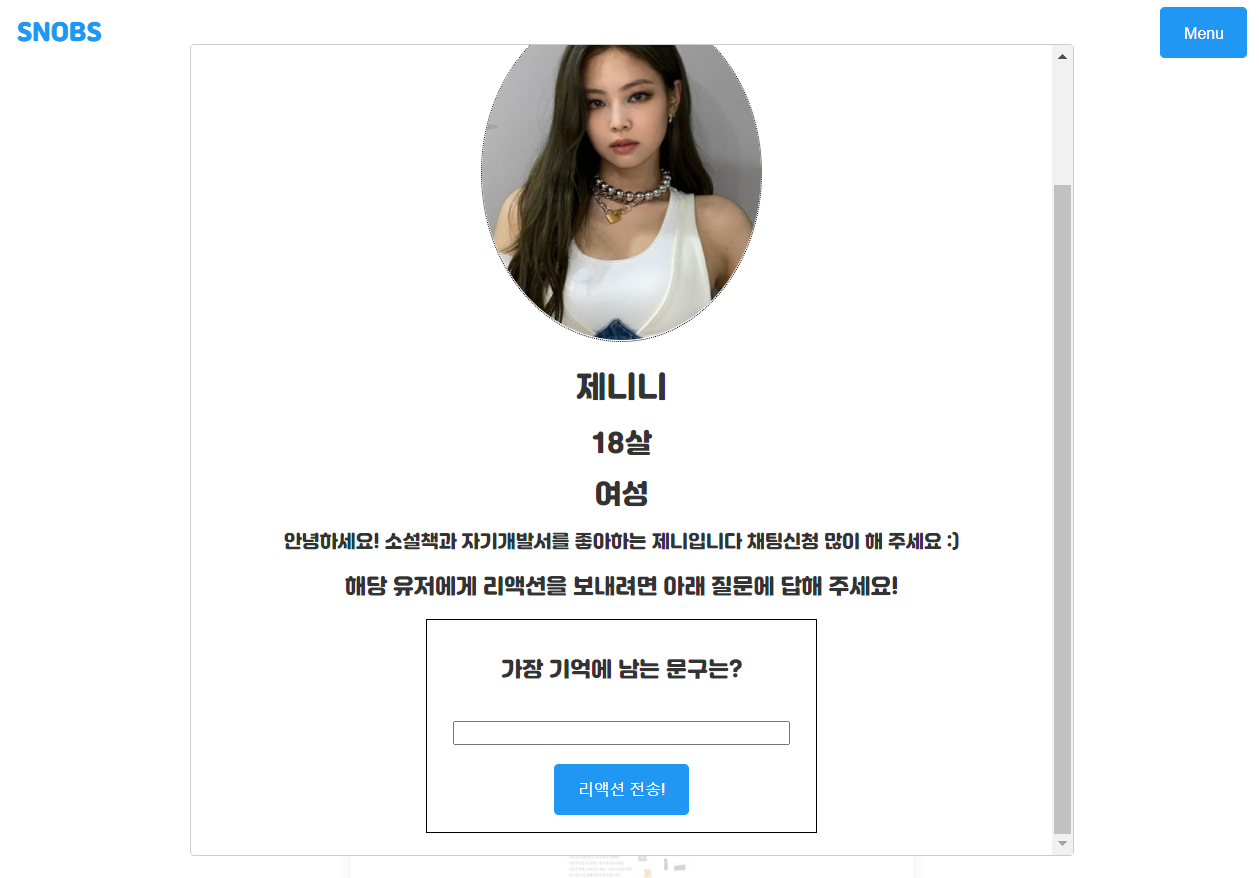 SNOBS
Menu
제니니
18살
여성
안녕하세요! 소설책과 자기개발서를 좋아하는 제니입니다 채팅신청 많이 해 주세요 :)
해당 유저에게 리액션을 보내려면 아래 질문에 답해 주세요!
가장 기억에 남는 문구는?
리액션 전송!